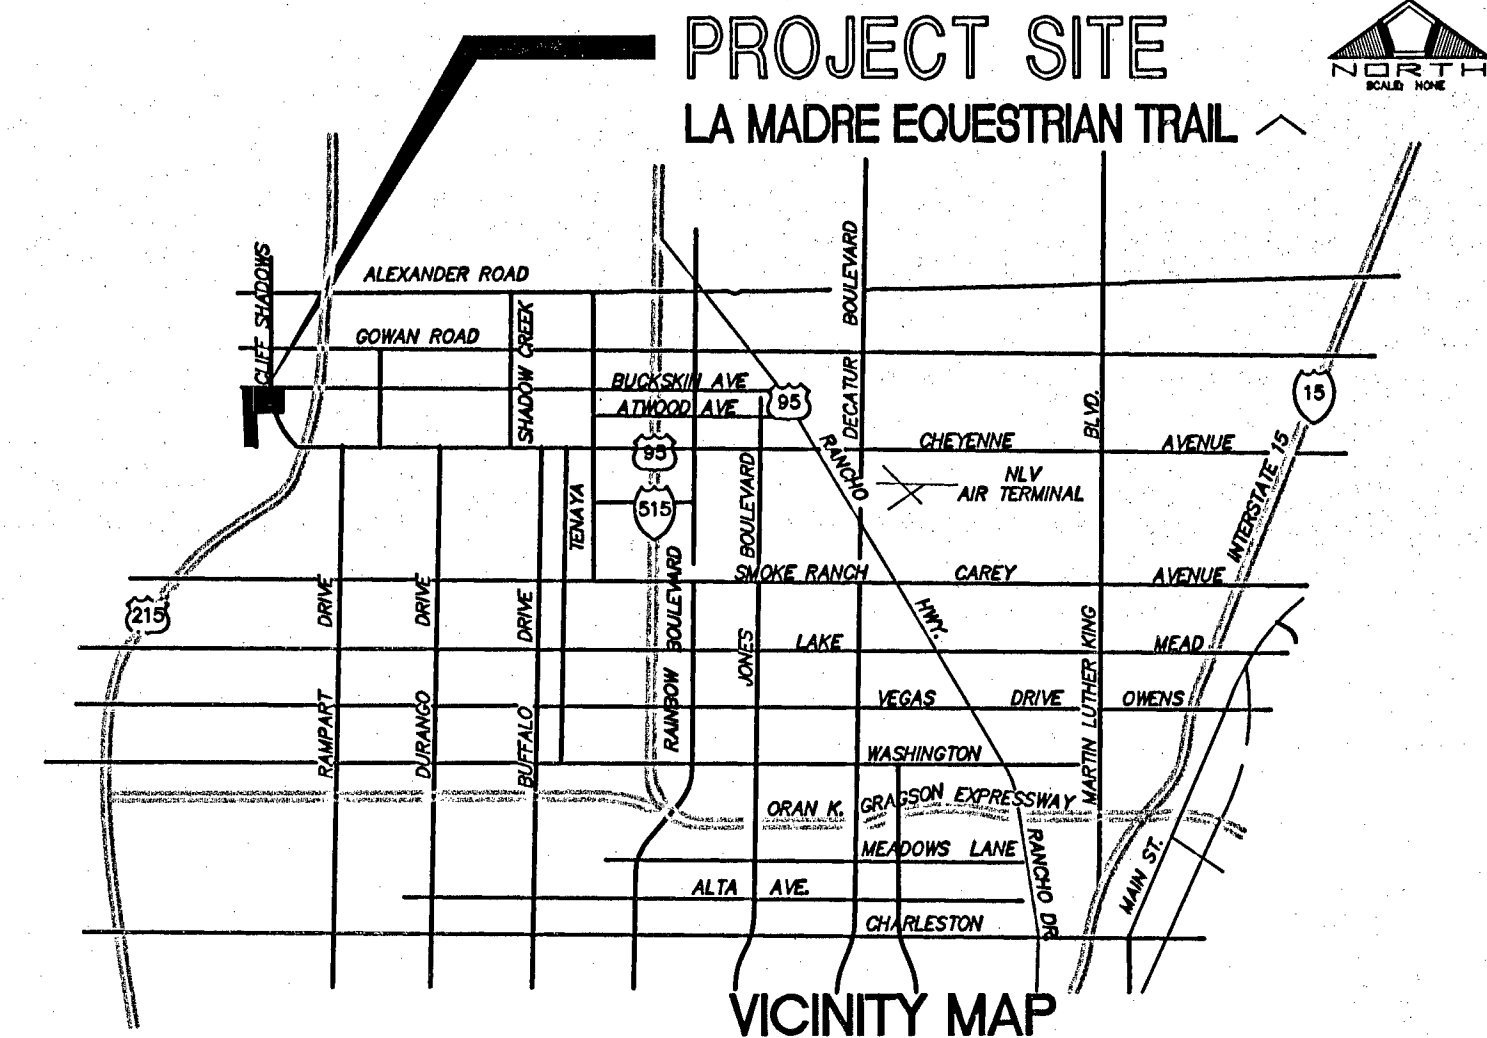 PROJECT SITE
LA MADRE EQUESTRIAN TRAIL
NORTH
SCALE: NONE
CLIFF SHADOWS
ALEXANDER ROAD
GOWAN ROAD
SHADOW CREEK
BUCKSKIN AVE
ATWOOD AVE
95
DECATUR BOULEVARD
BLVD.
15
CHEYENNE AVENUE
RANCHO
95
515
NLV
AIR TERMINAL
INTERSTATE 15
TENAYA
BOULEVARD
SMOKE RANCH
CAREY AVENUE
215
RAMPART DRIVE
DURANGO DRIVE
BUFFALO DRIVE
RAINBOW BOULEVARD
JONES
HWY.
LAKE MEAD
MARTIN LUTHER KING
VEGAS DRIVE
OWENS
WASHINGTON
ORAN K. GRAGSON EXPRESSWAY
MEADOWS LANE
RANCHO DR
MAIN ST.
ALTA AVE.
CHARLESTON
VICINITY MAP